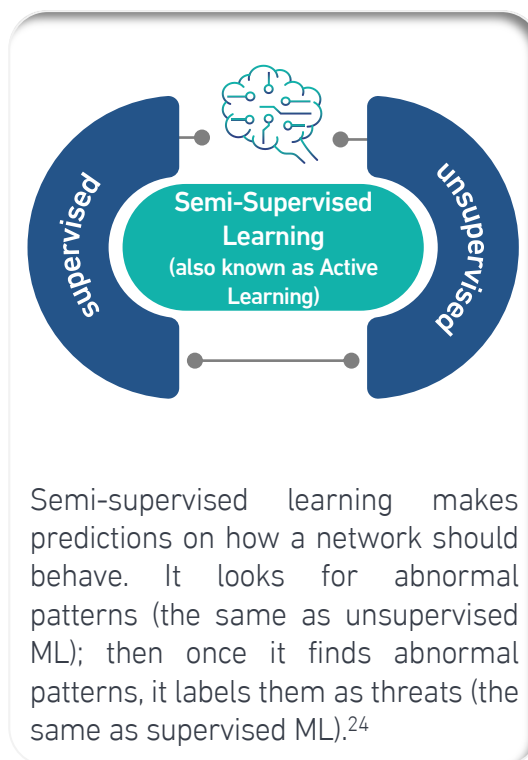 supervised
unsupervised
Semi-Supervised
Learning
(also known as Active
Learning)
Semi-supervised learning makes
predictions on how a network should
behave. It looks for abnormal
patterns (the same as unsupervised
ML); then once it finds abnormal
patterns, it labels them as threats (the
same as supervised ML).24